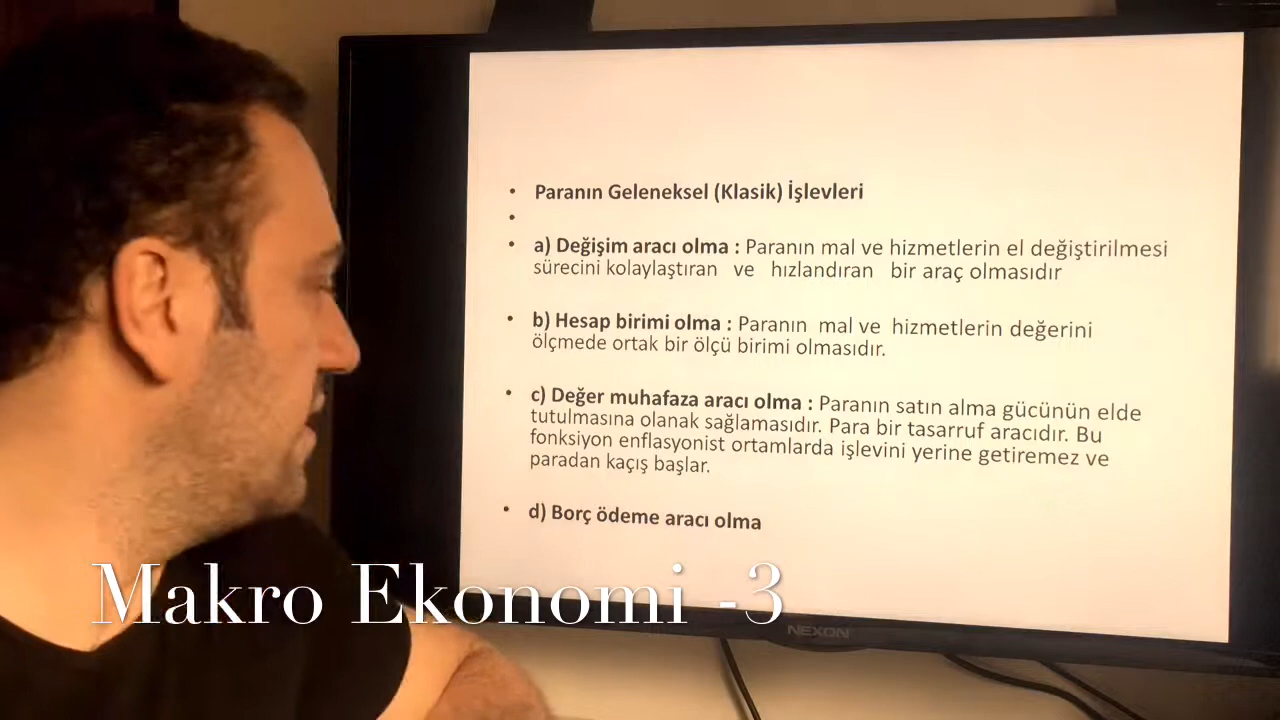 • Paranın Geleneksel (Klasik) İşlevleri
•
• a) Değişim aracı olma : Paranın mal ve hizmetlerin el değiştirilmesi
sürecini kolaylaştıran ve hızlandıran bir araç olmasıdır
• b) Hesap birimi olma : Paranın mal ve hizmetlerin değerini
ölçmede ortak bir ölçü birimi olmasıdır.
• c) Değer muhafaza aracı olma : Paranın satın alma gücünün elde
tutulmasına olanak sağlamasıdır. Para bir tasarruf aracıdır. Bu
fonksiyon enflasyonist ortamlarda işlevini yerine getiremez ve
paradan kaçış başlar.
• d) Borç ödeme aracı olma
Makro Ekonomi -3
NEXON